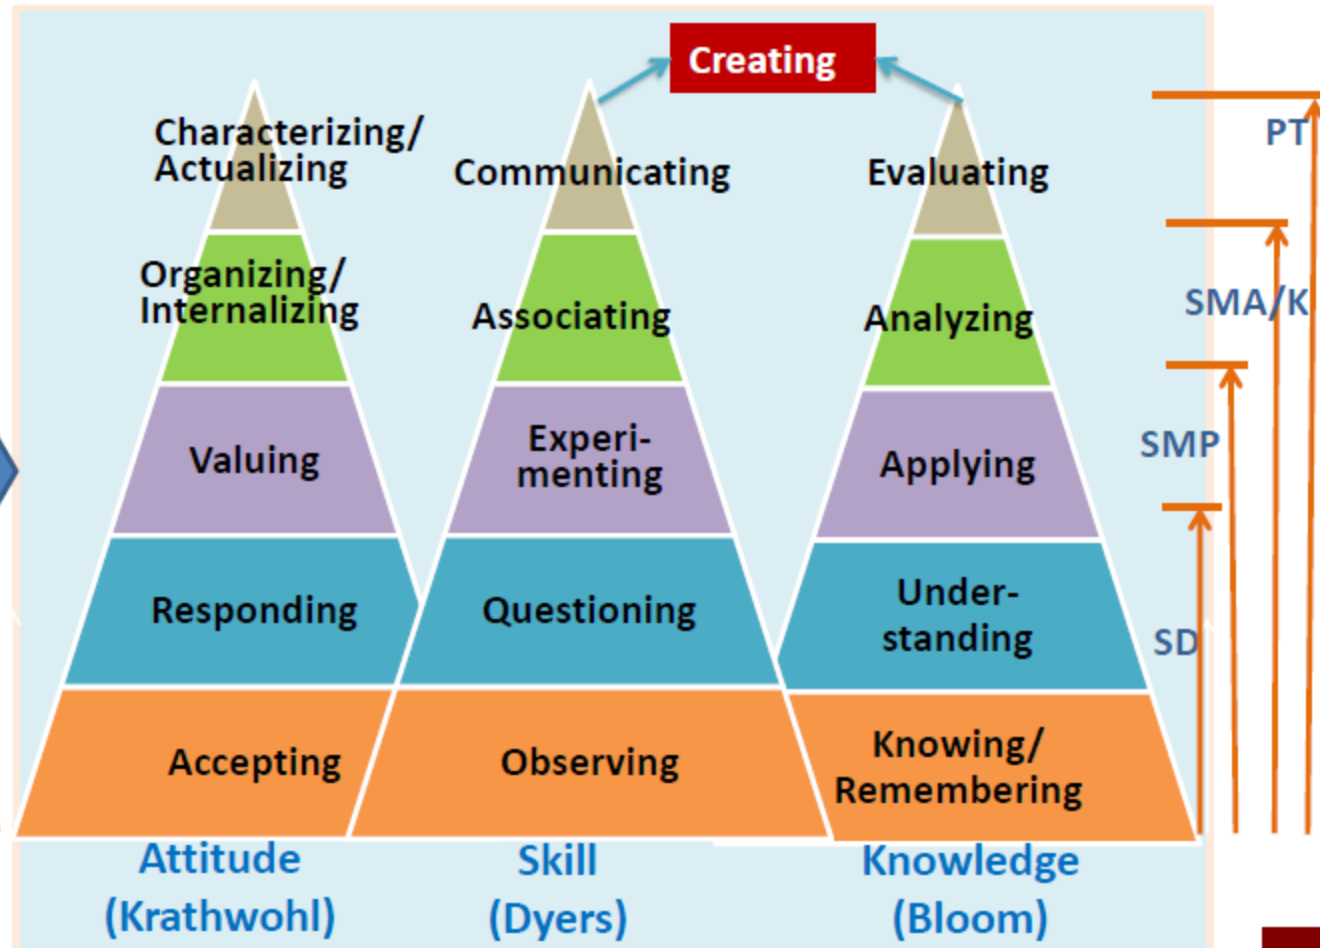 Creating
Characterizing/
Actualizing
Communicating
Evaluating
PT
Organizing/
Internalizing
Associating
Analyzing
SMA/K
Valuing
Experi-
menting
Applying
SMP
Responding
Questioning
Under-
standing
SD
Accepting
Observing
Knowing/
Remembering
Attitude
(Krathwohl)
Skill
(Dyers)
Knowledge
(Bloom)